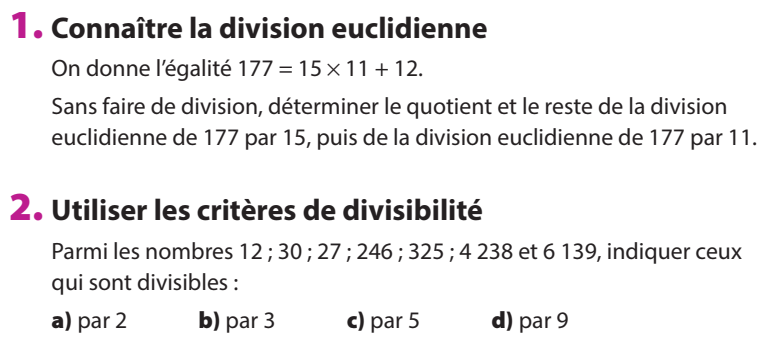 1. Connaître la division euclidienne
On donne l'égalité 177 = 15 × 11 + 12.
Sans faire de division, déterminer le quotient et le reste de la division
euclidienne de 177 par 15, puis de la division euclidienne de 177 par 11.
2. Utiliser les critères de divisibilité
Parmi les nombres 12 ; 30 ; 27 ; 246 ; 325 ; 4 238 et 6 139, indiquer ceux
qui sont divisibles :
a) par 2 b) par 3 c) par 5 d) par 9